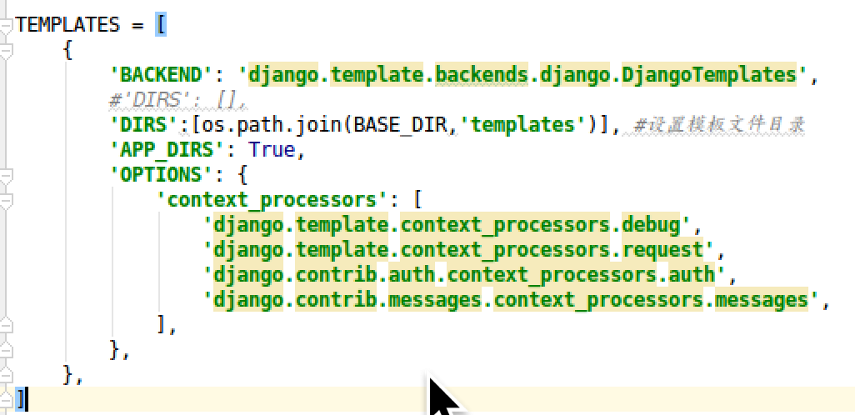 TEMPLATES = [
    {
        'BACKEND': 'django.template.backends.django.DjangoTemplates',
        #'DIRS': [],
        'DIRS':[os.path.join(BASE_DIR,'templates')], #设置模板文件目录
        'APP_DIRS': True,
        'OPTIONS': {
            'context_processors': [
                'django.template.context_processors.debug',
                'django.template.context_processors.request',
                'django.contrib.auth.context_processors.auth',
                'django.contrib.messages.context_processors.messages',
            ],
        },
    },
]